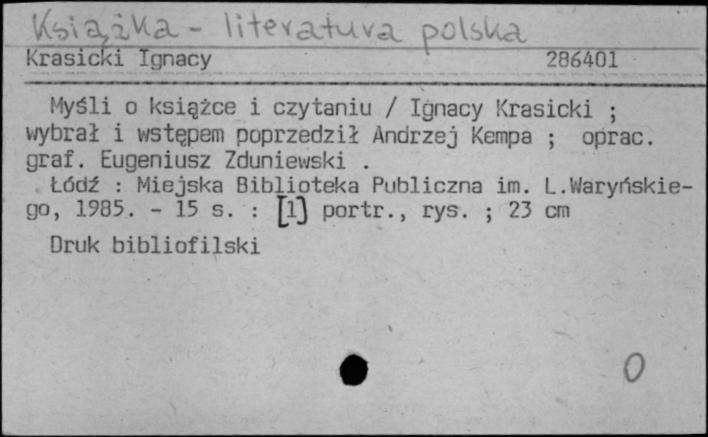 Książka - literatura polska
Krasicki Ignacy 286401
Myśli o książce i czytaniu / Ignacy Krasicki ;
wybrał i wstępem poprzedził Andrzej Kempa ; oprac.
graf. Eugeniusz Zduniewski .
Łódź : Miejska Biblioteka Publiczna im. L.Waryńskie-
go, 1985. - 15 s. : [1] portr., rys. ; 23 cm
Druk bibliofilski
0